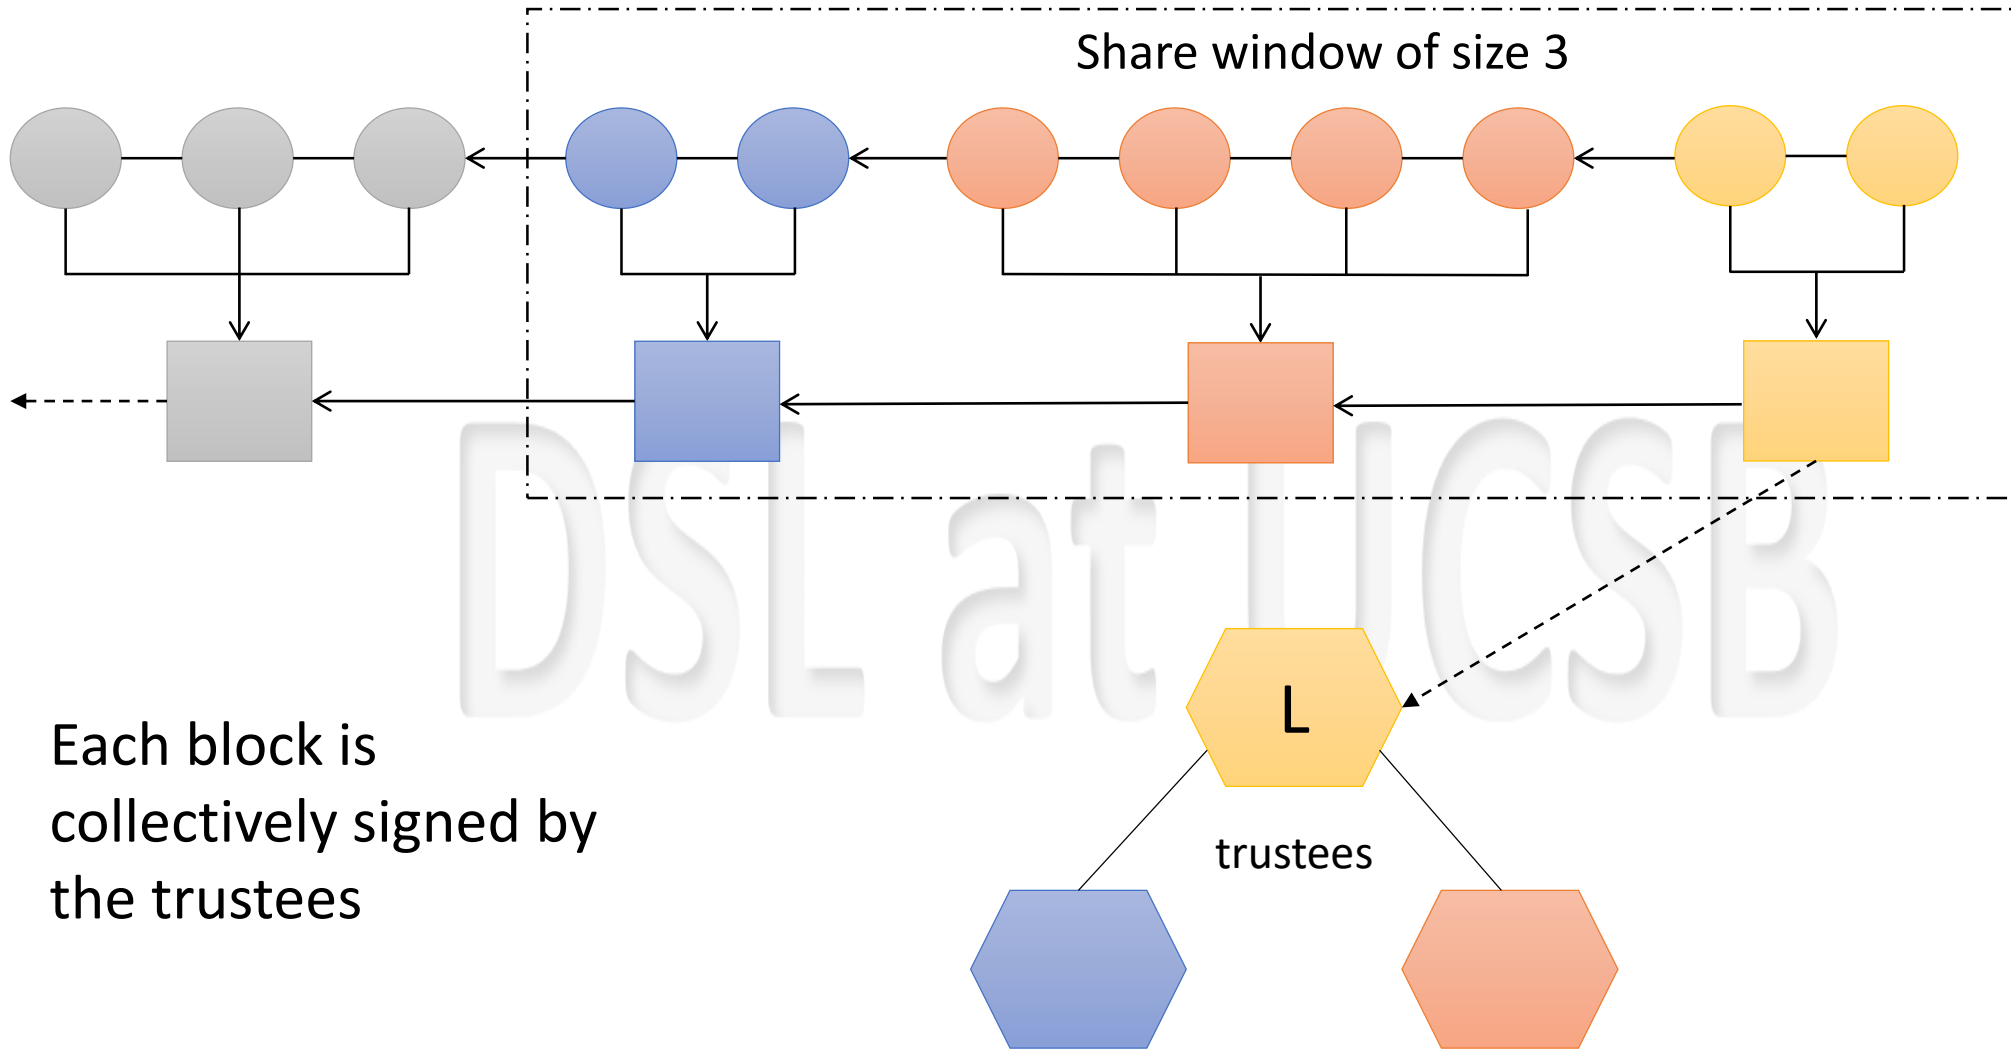 Share window of size 3
DSL at UCSB
L
Each block is
collectively signed by
the trustees
trustees